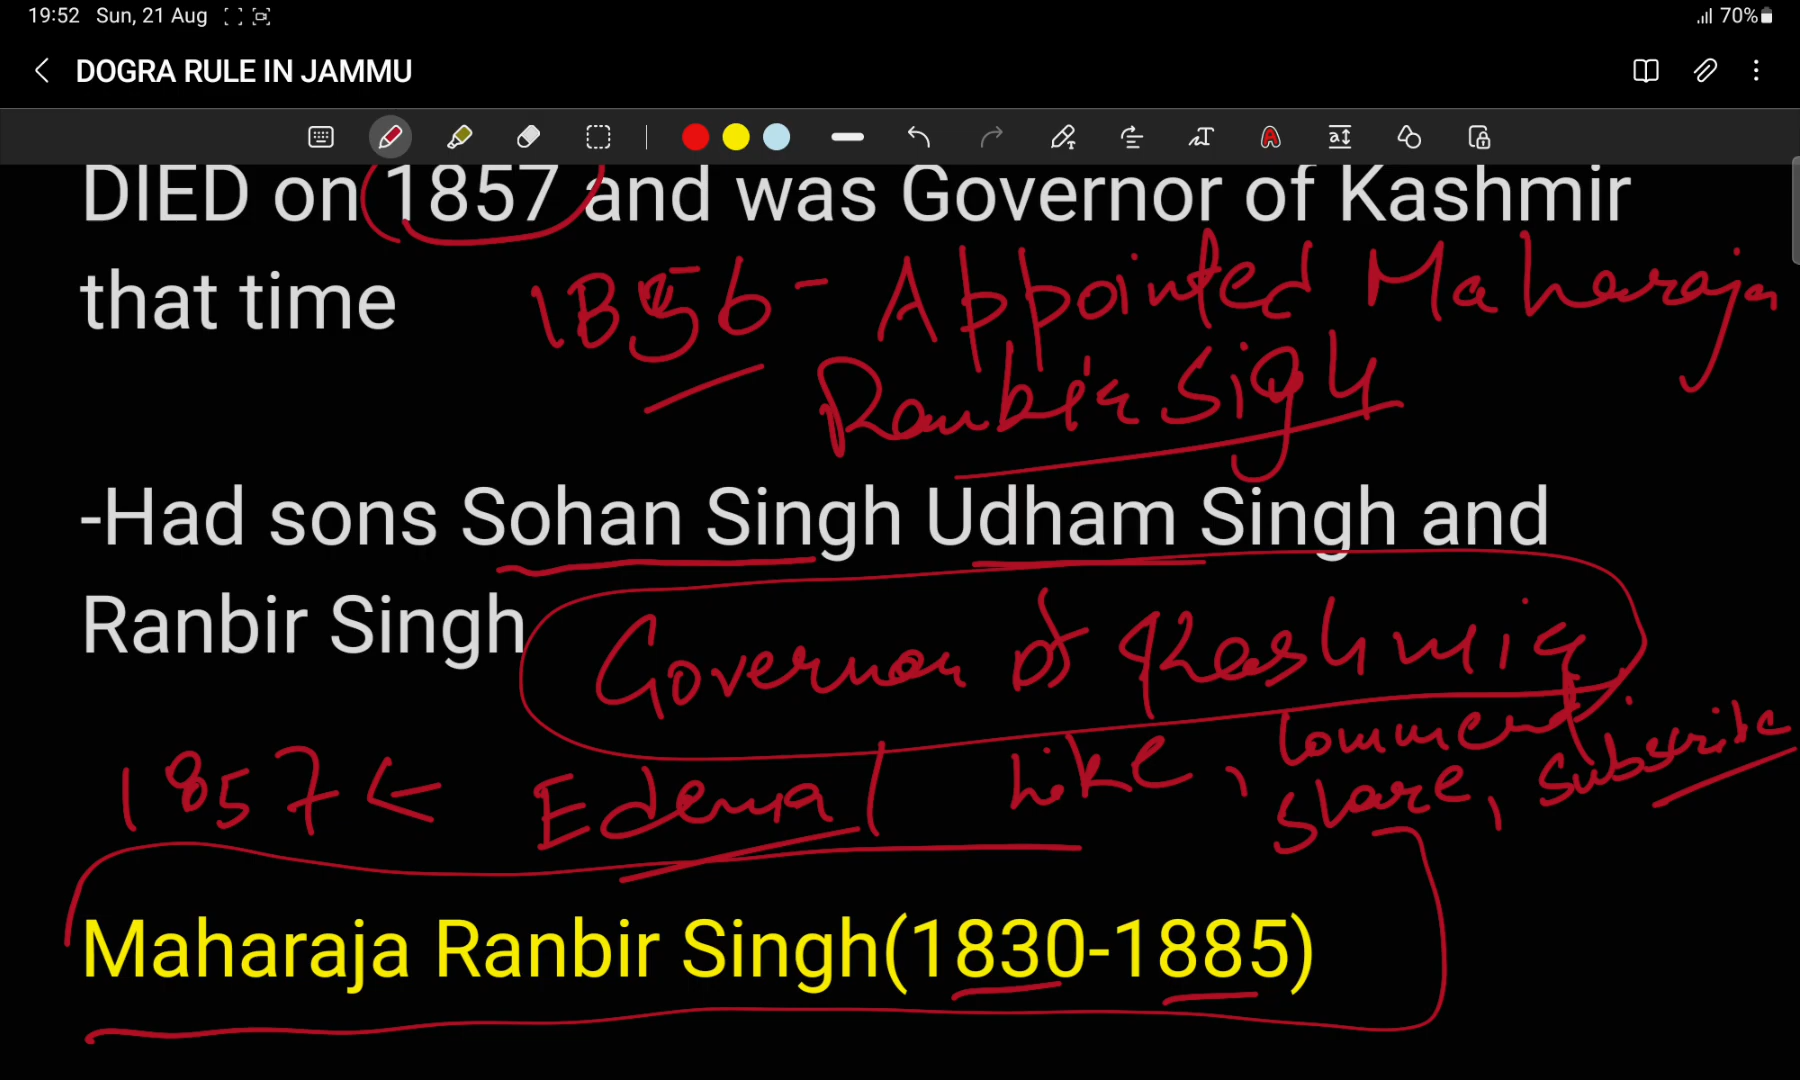 19:52 Sun, 21 Aug 70%
DOGRA RULE IN JAMMU
DIED on 1857 and was Governor of Kashmir
that time
1856 - Appointed Maharaja
Ranbir Sigh
-Had sons Sohan Singh Udham Singh and
Ranbir Singh
Governor of Kashmir
1857 ←
Like, Comment,
Share, Subscribe
Maharaja Ranbir Singh(1830-1885)